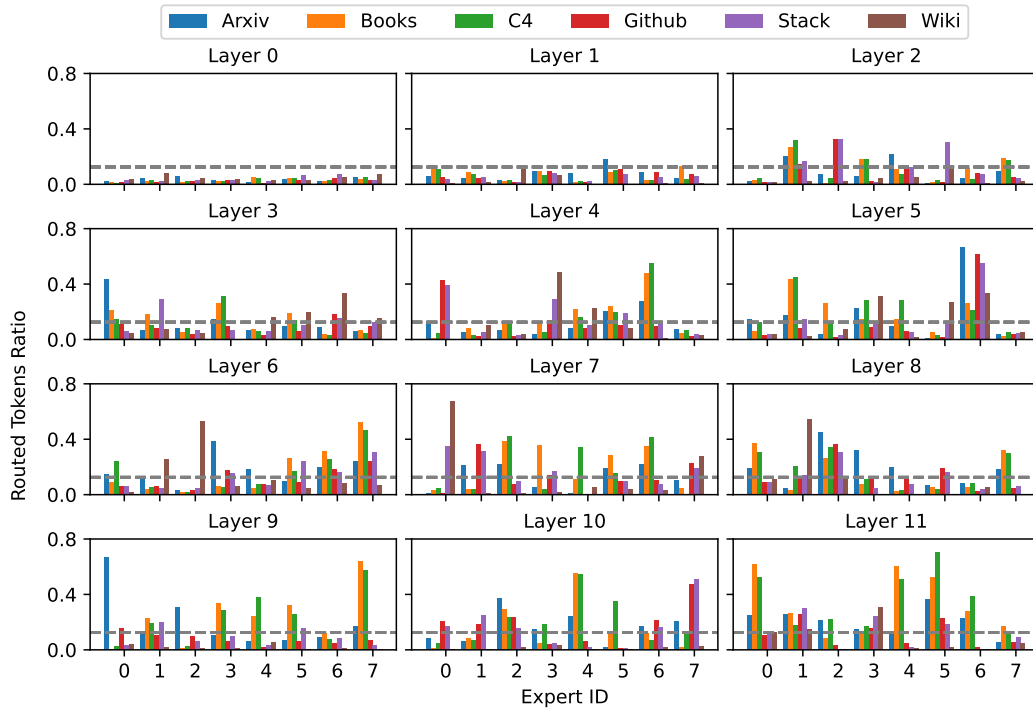 Arxiv Books C4 Github Stack Wiki
Layer 0 Layer 1 Layer 2
0.8
0.4
0.0
Layer 3 Layer 4 Layer 5
0.8
0.4
0.0
Layer 6 Layer 7 Layer 8
0.8
0.4
0.0
Layer 9 Layer 10 Layer 11
0.8
0.4
0.0
0 1 2 3 4 5 6 7 0 1 2 3 4 5 6 7 0 1 2 3 4 5 6 7
Routed Tokens Ratio
Expert ID